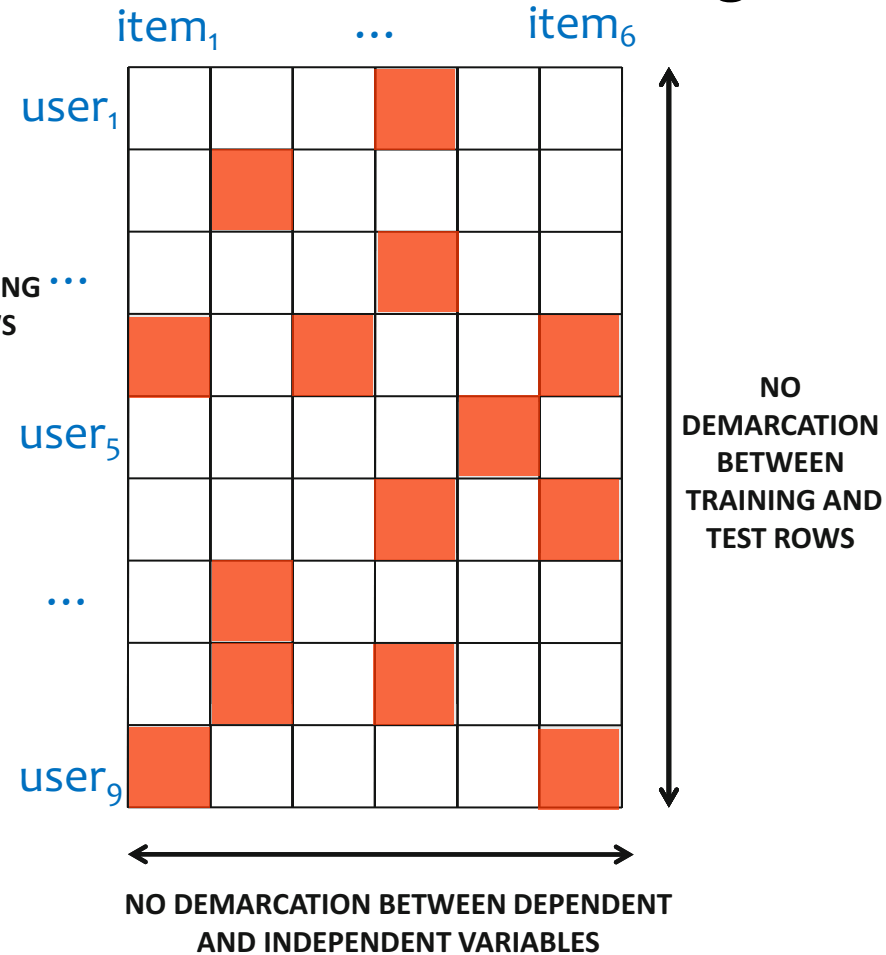 item₁ ... item₆
user₁
...
user₅
...
user₉
NO
DEMARCATION
BETWEEN
TRAINING AND
TEST ROWS
NO DEMARCATION BETWEEN DEPENDENT
AND INDEPENDENT VARIABLES